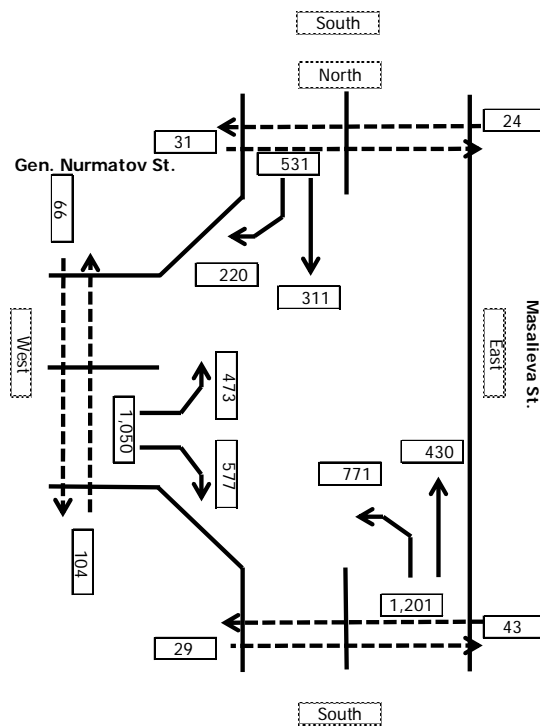 South
North
24
31
531
Gen. Nurmatov St.
66
220
311
West
Masalieva St.
East
473
1,050
430
771
577
104
1,201
43
29
South